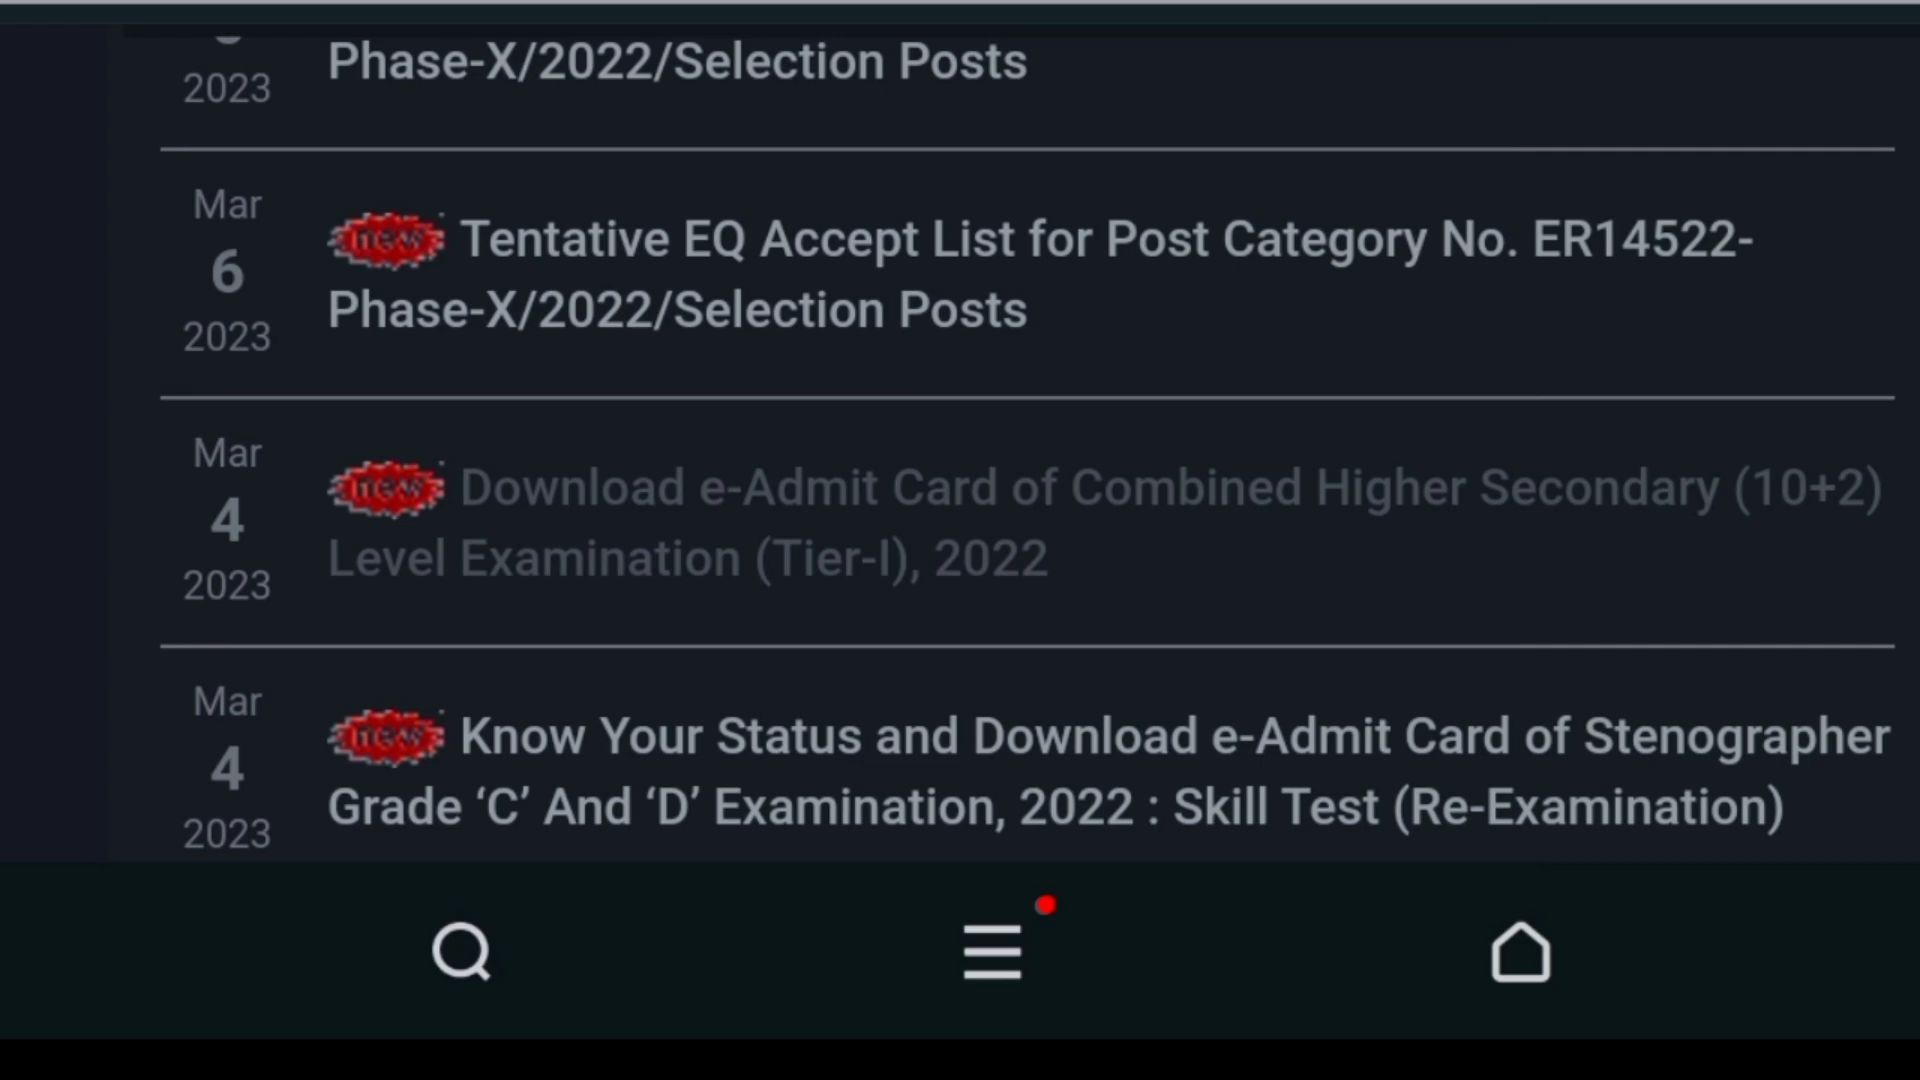 Phase-X/2022/Selection Posts
2023
Mar
6
2023
new Tentative EQ Accept List for Post Category No. ER14522-
Phase-X/2022/Selection Posts
Mar
4
2023
new Download e-Admit Card of Combined Higher Secondary (10+2)
Level Examination (Tier-I), 2022
Mar
4
2023
new Know Your Status and Download e-Admit Card of Stenographer
Grade ‘C’ And ‘D’ Examination, 2022 : Skill Test (Re-Examination)